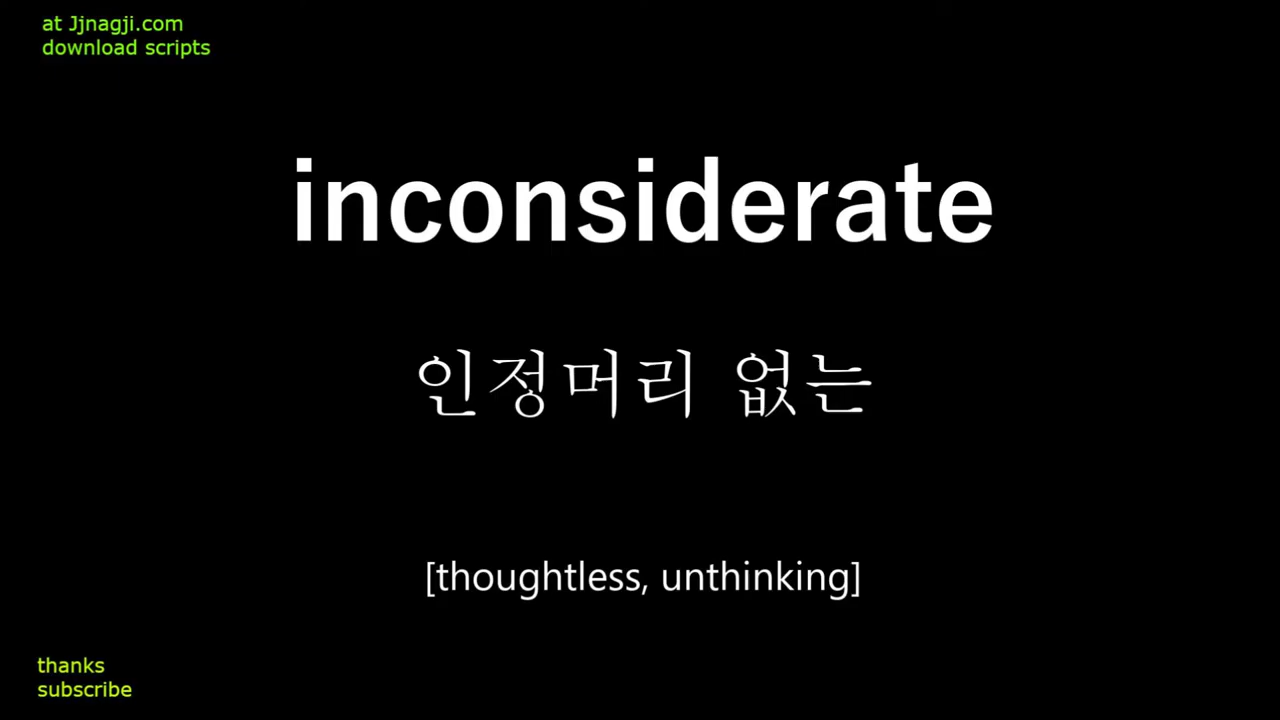 at Jjnagji.com
download scripts
inconsiderate
인정머리 없는
[thoughtless, unthinking]
thanks
subscribe